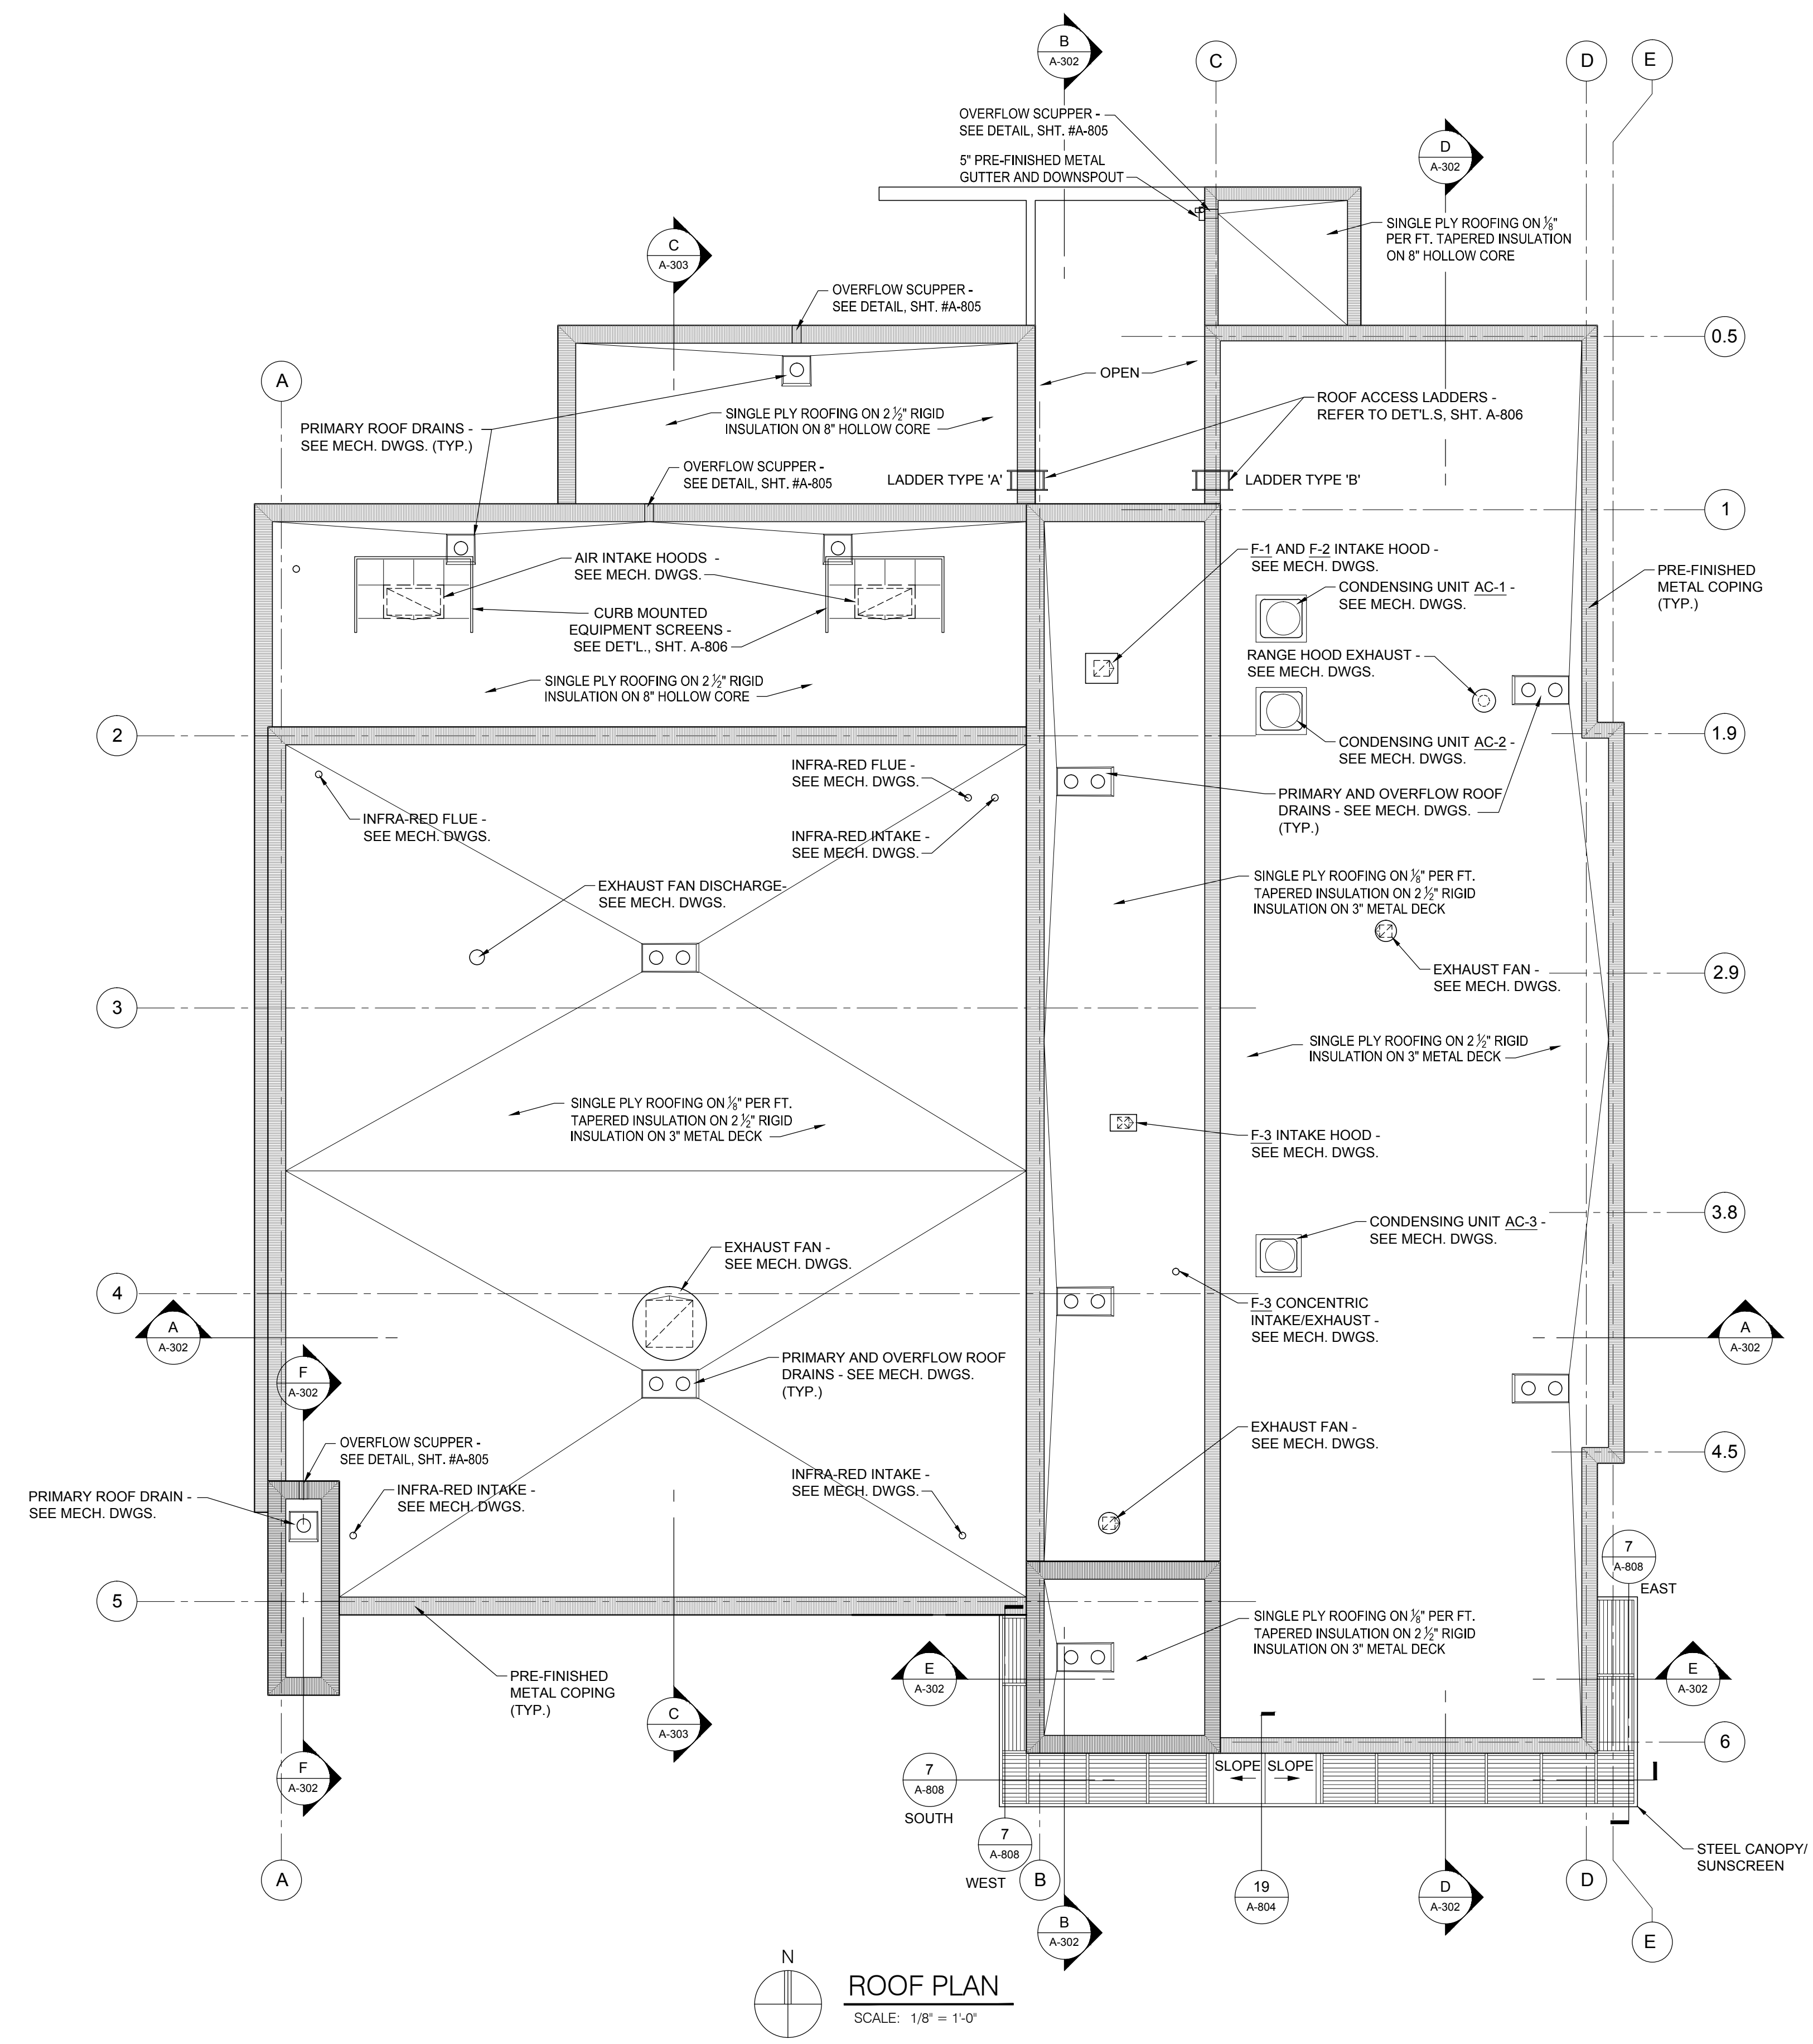 B
A-302
C
D
E
OVERFLOW SCUPPER -
SEE DETAIL, SHT. #A-805
5" PRE-FINISHED METAL
GUTTER AND DOWNSPOUT
D
A-302
SINGLE PLY ROOFING ON 1/8"
PER FT. TAPERED INSULATION
ON 8" HOLLOW CORE
C
A-303
OVERFLOW SCUPPER -
SEE DETAIL, SHT. #A-805
0.5
A
OPEN
ROOF ACCESS LADDERS -
REFER TO DET'L.S, SHT. A-806
SINGLE PLY ROOFING ON 2 1/2" RIGID
INSULATION ON 8" HOLLOW CORE
PRIMARY ROOF DRAINS -
SEE MECH. DWGS. (TYP.)
OVERFLOW SCUPPER -
SEE DETAIL, SHT. #A-805
LADDER TYPE 'A'
LADDER TYPE 'B'
1
AIR INTAKE HOODS -
SEE MECH. DWGS.
F-1 AND F-2 INTAKE HOOD -
SEE MECH. DWGS.
PRE-FINISHED
METAL COPING
(TYP.)
CONDENSING UNIT AC-1 -
SEE MECH. DWGS.
CURB MOUNTED
EQUIPMENT SCREENS -
SEE DET'L., SHT. A-806
RANGE HOOD EXHAUST -
SEE MECH. DWGS.
SINGLE PLY ROOFING ON 2 1/2" RIGID
INSULATION ON 8" HOLLOW CORE
2
1.9
CONDENSING UNIT AC-2 -
SEE MECH. DWGS.
INFRA-RED FLUE -
SEE MECH. DWGS.
PRIMARY AND OVERFLOW ROOF
DRAINS - SEE MECH. DWGS.
(TYP.)
INFRA-RED FLUE -
SEE MECH. DWGS.
INFRA-RED INTAKE -
SEE MECH. DWGS.
EXHAUST FAN DISCHARGE-
SEE MECH. DWGS.
SINGLE PLY ROOFING ON 1/8" PER FT.
TAPERED INSULATION ON 2 1/2" RIGID
INSULATION ON 3" METAL DECK
EXHAUST FAN -
SEE MECH. DWGS.
2.9
3
SINGLE PLY ROOFING ON 2 1/2" RIGID
INSULATION ON 3" METAL DECK
SINGLE PLY ROOFING ON 1/8" PER FT.
TAPERED INSULATION ON 2 1/2" RIGID
INSULATION ON 3" METAL DECK
F-3 INTAKE HOOD -
SEE MECH. DWGS.
3.8
CONDENSING UNIT AC-3 -
SEE MECH. DWGS.
EXHAUST FAN -
SEE MECH. DWGS.
4
F-3 CONCENTRIC
INTAKE/EXHAUST -
SEE MECH. DWGS.
A
A-302
A
A-302
PRIMARY AND OVERFLOW ROOF
DRAINS - SEE MECH. DWGS.
(TYP.)
F
A-302
EXHAUST FAN -
SEE MECH. DWGS.
OVERFLOW SCUPPER -
SEE DETAIL, SHT. #A-805
4.5
INFRA-RED INTAKE -
SEE MECH. DWGS.
INFRA-RED INTAKE -
SEE MECH. DWGS.
PRIMARY ROOF DRAIN -
SEE MECH. DWGS.
7
A-808
EAST
5
SINGLE PLY ROOFING ON 1/8" PER FT.
TAPERED INSULATION ON 2 1/2" RIGID
INSULATION ON 3" METAL DECK
PRE-FINISHED
METAL COPING
(TYP.)
E
A-302
E
A-302
C
A-303
6
F
A-302
7
A-808
SOUTH
SLOPE SLOPE
7
A-808
WEST
STEEL CANOPY/
SUNSCREEN
A
B
19
A-804
D
A-302
D
B
A-302
E
N
ROOF PLAN
SCALE: 1/8" = 1'-0"